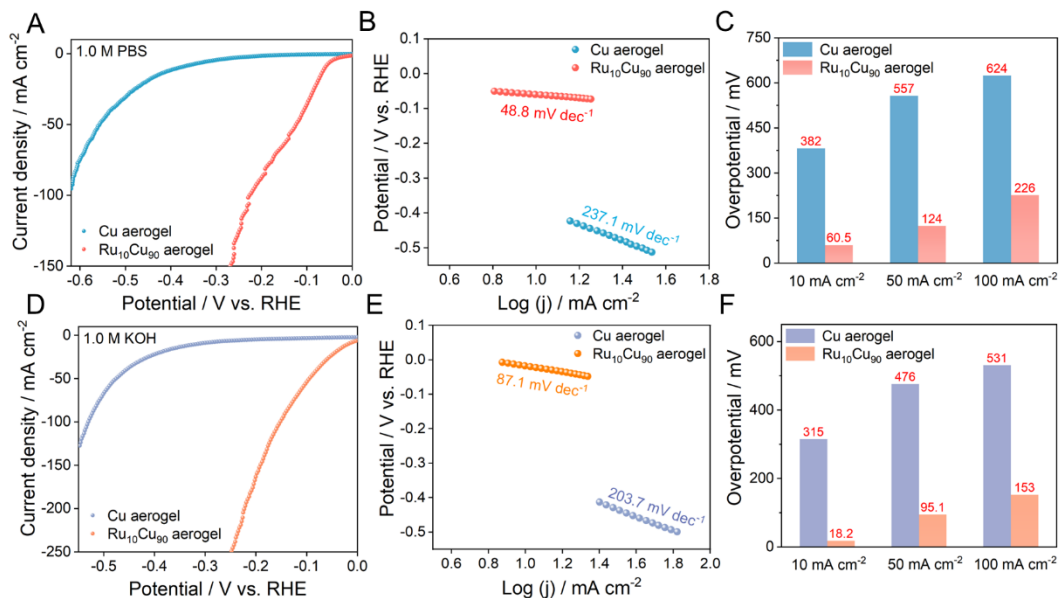 A
1.0 M PBS
0
-50
-100
-150
Current density / mA cm⁻²
Cu aerogel
Ru₁₀Cu₉₀ aerogel
-0.6
-0.5
-0.4
-0.3
-0.2
-0.1
0.0
Potential / V vs. RHE
B
0.1
0.0
-0.1
-0.2
-0.3
-0.4
-0.5
Potential / V vs. RHE
Cu aerogel
Ru₁₀Cu₉₀ aerogel
48.8 mV dec⁻¹
237.1 mV dec⁻¹
0.4
0.6
0.8
1.0
1.2
1.4
1.6
1.8
Log (j) / mA cm⁻²
C
750
600
450
300
150
0
Overpotential / mV
Cu aerogel
Ru₁₀Cu₉₀ aerogel
382
60.5
557
124
624
226
10 mA cm⁻²
50 mA cm⁻²
100 mA cm⁻²
D
1.0 M KOH
0
-50
-100
-150
-200
-250
Current density / mA cm⁻²
Cu aerogel
Ru₁₀Cu₉₀ aerogel
-0.5
-0.4
-0.3
-0.2
-0.1
0.0
Potential / V vs. RHE
E
0.1
0.0
-0.1
-0.2
-0.3
-0.4
-0.5
Potential / V vs. RHE
Cu aerogel
Ru₁₀Cu₉₀ aerogel
87.1 mV dec⁻¹
203.7 mV dec⁻¹
0.4
0.6
0.8
1.0
1.2
1.4
1.6
1.8
2.0
Log (j) / mA cm⁻²
F
600
400
200
0
Overpotential / mV
Cu aerogel
Ru₁₀Cu₉₀ aerogel
315
18.2
476
95.1
531
153
10 mA cm⁻²
50 mA cm⁻²
100 mA cm⁻²